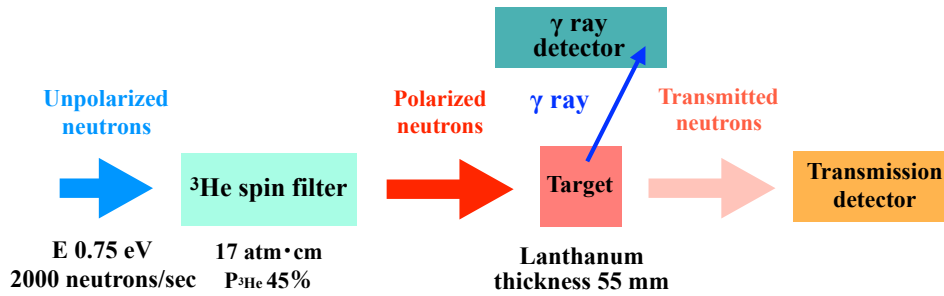 γ ray
detector
Unpolarized
neutrons
Polarized
neutrons
γ ray
Transmitted
neutrons
³He spin filter
Target
Transmission
detector
E 0.75 eV
2000 neutrons/sec
17 atm・cm
P³He 45%
Lanthanum
thickness 55 mm